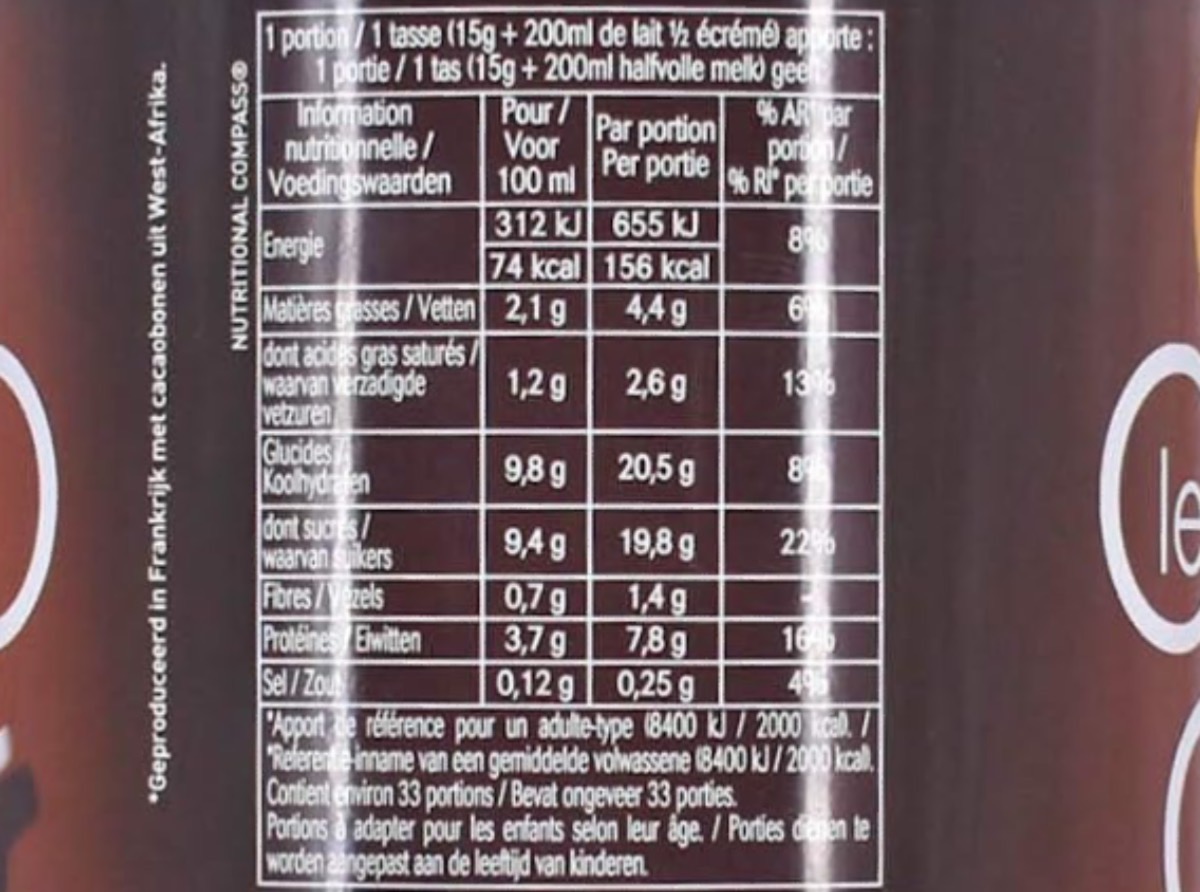 *Geproduceerd in Frankrijk met cacaobonen uit West-Afrika.
NUTRITIONAL COMPASS®
1 portion / 1 tasse (15g + 200ml de lait ½ écrémé) apporte :
1 portie / 1 tas (15g + 200ml halfvolle melk) geeft
Information nutritionnelle / Voedingswaarden | Pour / Voor 100 ml | Par portion Per portie | % AR* par portion / % RI* per portie
Energie | 312 kJ | 655 kJ | 8%
74 kcal | 156 kcal
Matières grasses / Vetten | 2,1 g | 4,4 g | 6%
dont acides gras saturés / waarvan verzadigde vetzuren | 1,2 g | 2,6 g | 13%
Glucides / Koolhydraten | 9,8 g | 20,5 g | 8%
dont sucres / waarvan suikers | 9,4 g | 19,8 g | 22%
Fibres / Vezels | 0,7 g | 1,4 g | -
Protéines / Eiwitten | 3,7 g | 7,8 g | 16%
Sel / Zout | 0,12 g | 0,25 g | 4%
*Apport de référence pour un adulte-type (8400 kJ / 2000 kcal). /
*Referentie-inname van een gemiddelde volwassene (8400 kJ / 2000 kcal).
Contient environ 33 portions / Bevat ongeveer 33 porties.
Portions à adapter pour les enfants selon leur âge. / Porties dienen te
worden aangepast aan de leeftijd van kinderen.
le